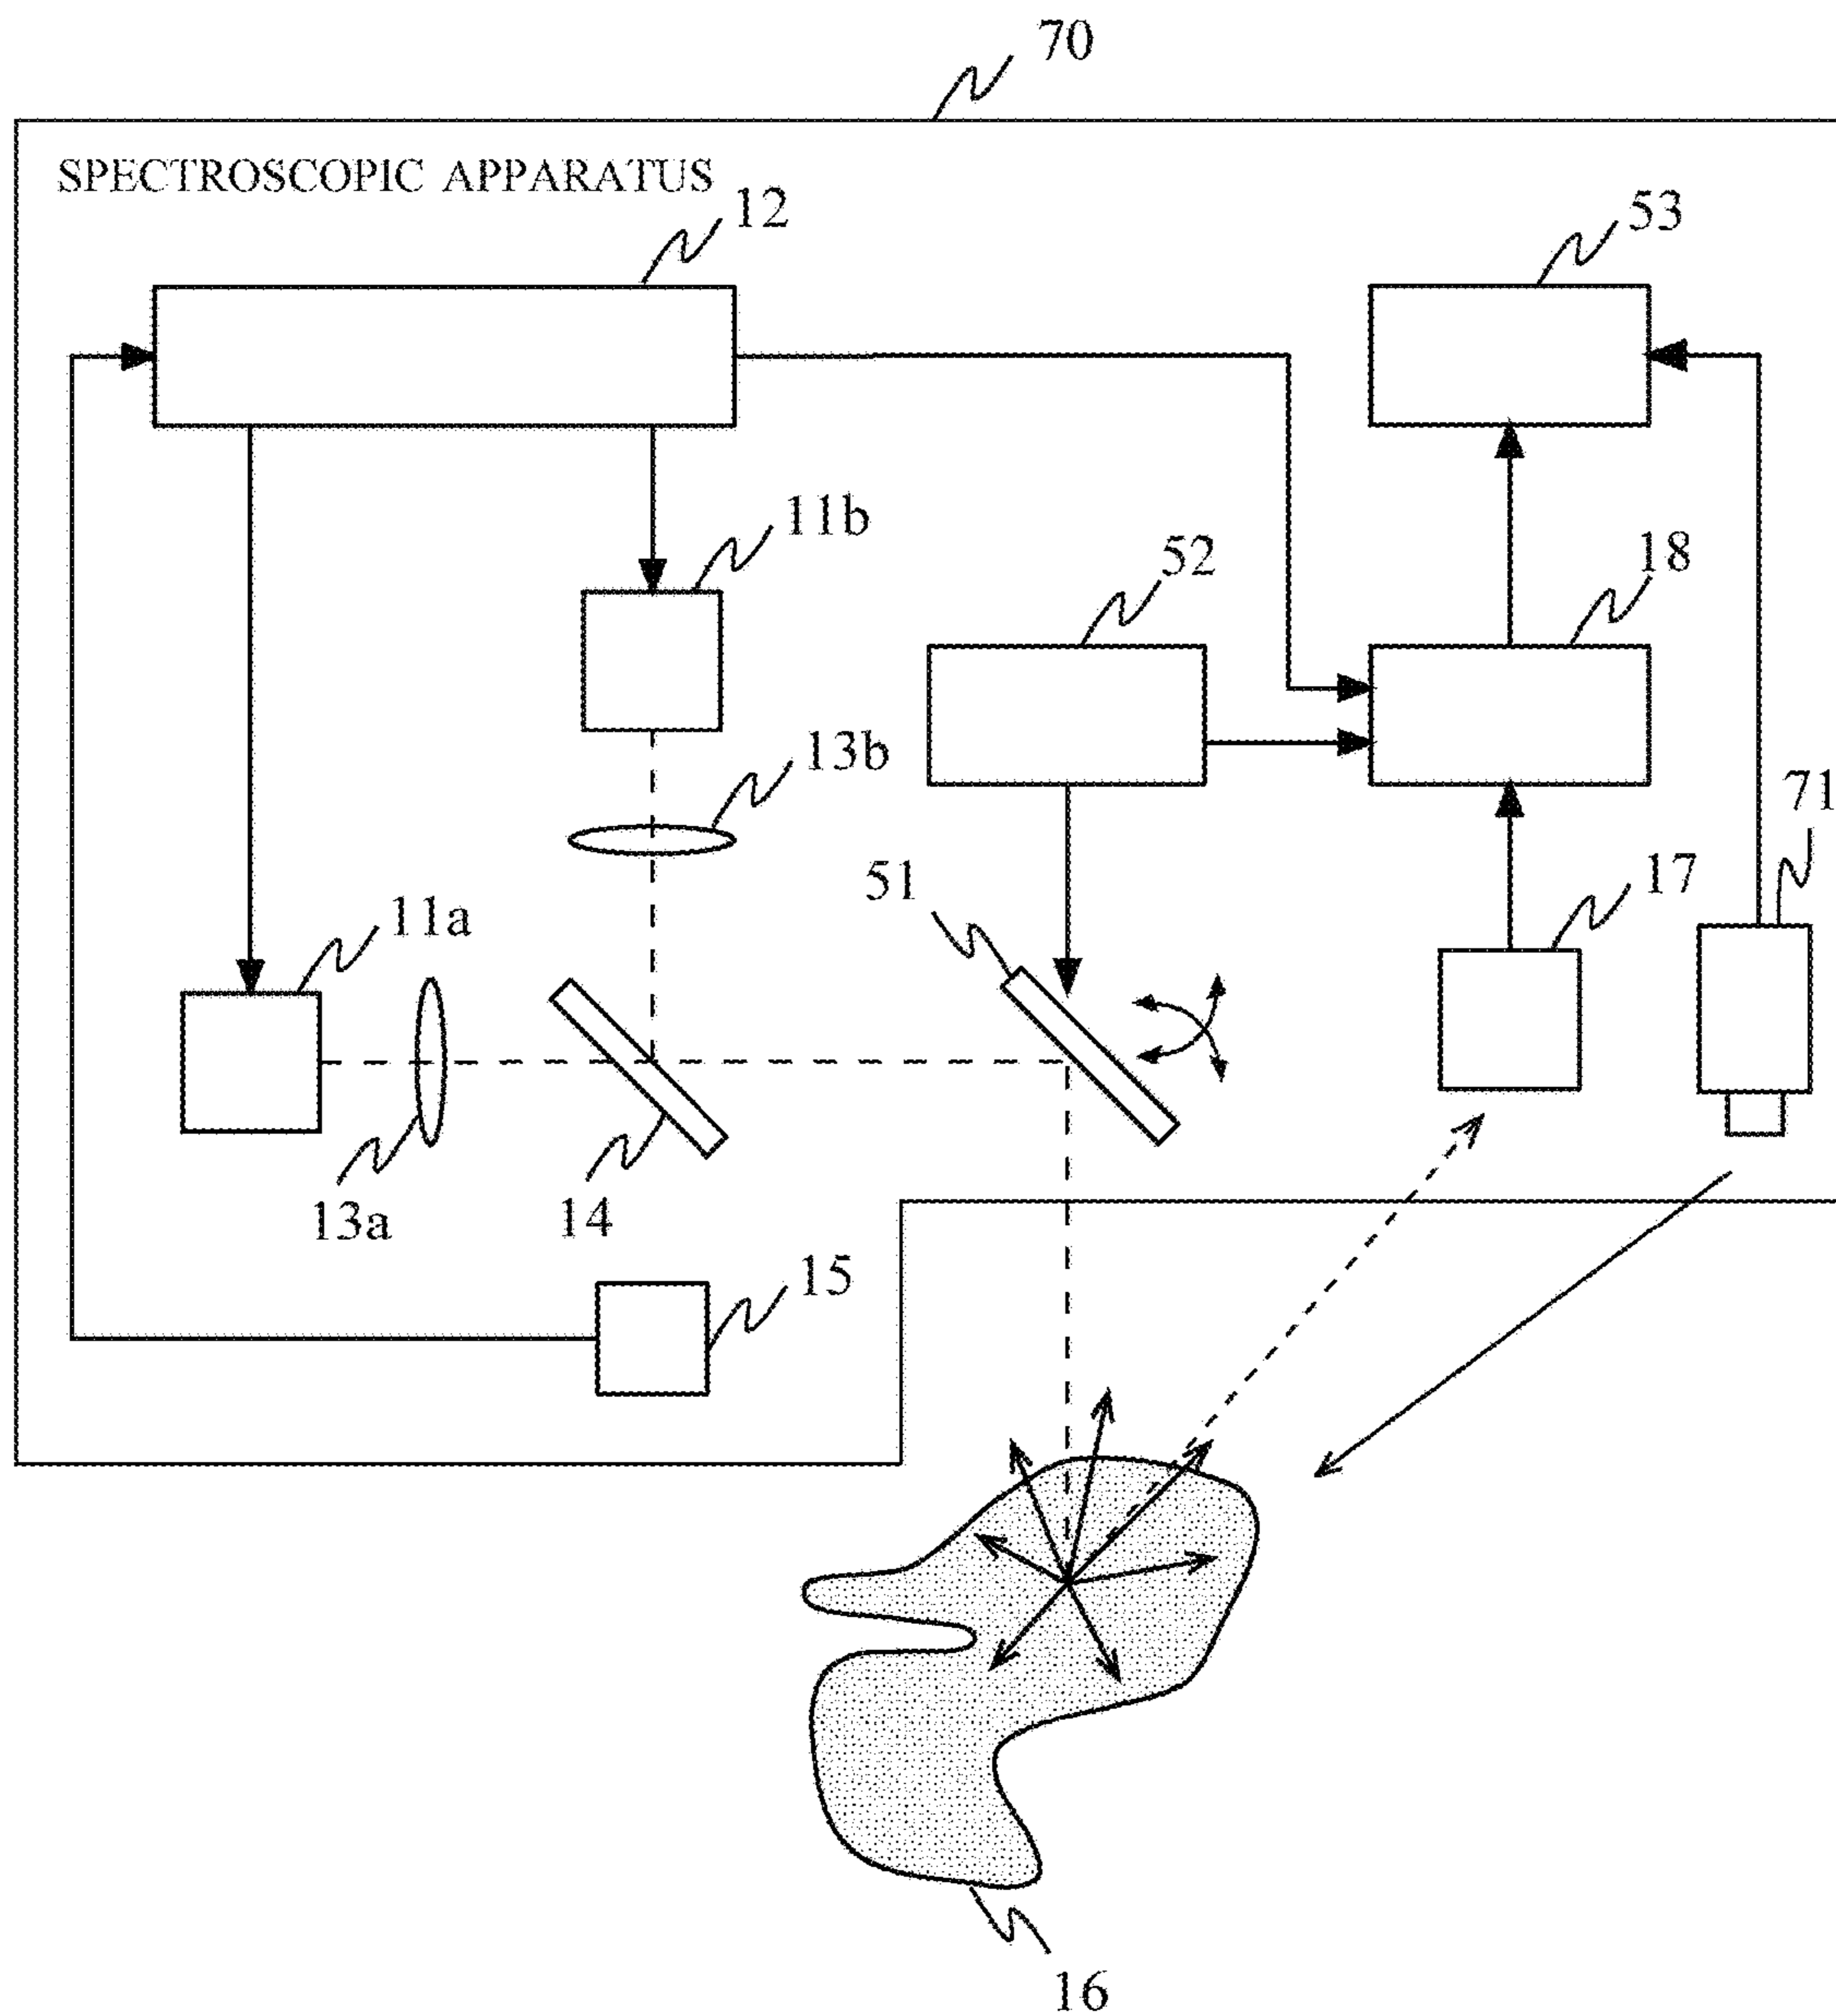 70
SPECTROSCOPIC APPARATUS
12
53
11b
52
18
13b
71
51
17
11a
13a
14
15
16